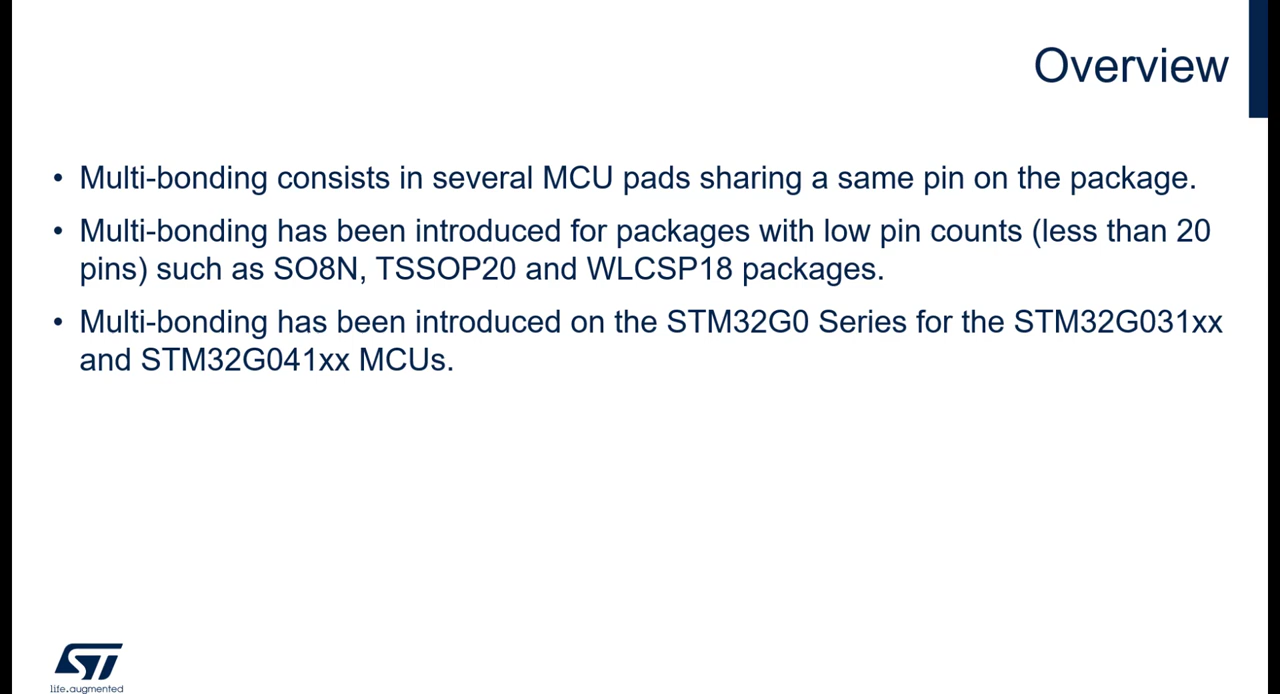 Overview
• Multi-bonding consists in several MCU pads sharing a same pin on the package.
• Multi-bonding has been introduced for packages with low pin counts (less than 20
pins) such as SO8N, TSSOP20 and WLCSP18 packages.
• Multi-bonding has been introduced on the STM32G0 Series for the STM32G031xx
and STM32G041xx MCUs.
ST
life.augmented